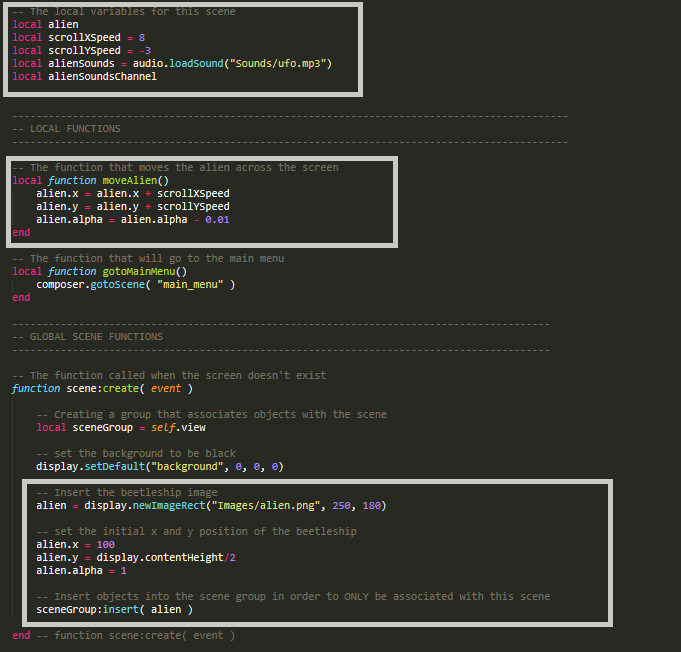 -- The local variables for this scene
local alien
local scrollXSpeed = 8
local scrollYSpeed = -3
local alienSounds = audio.loadSound("Sounds/ufo.mp3")
local alienSoundsChannel
--------------------------------------------------------------------------------------------
-- LOCAL FUNCTIONS
--------------------------------------------------------------------------------------------
-- The function that moves the alien across the screen
local function moveAlien()
alien.x = alien.x + scrollXSpeed
alien.y = alien.y + scrollYSpeed
alien.alpha = alien.alpha - 0.01
end
-- The function that will go to the main menu
local function gotoMainMenu()
composer.gotoScene( "main_menu" )
end
-----------------------------------------------------------------------------------------
-- GLOBAL SCENE FUNCTIONS
-----------------------------------------------------------------------------------------
-- The function called when the screen doesn't exist
function scene:create( event )
-- Creating a group that associates objects with the scene
local sceneGroup = self.view
-- set the background to be black
display.setDefault("background", 0, 0, 0)
-- Insert the beetleship image
alien = display.newImageRect("Images/alien.png", 250, 180)
-- set the initial x and y position of the beetleship
alien.x = 100
alien.y = display.contentHeight/2
alien.alpha = 1
-- Insert objects into the scene group in order to ONLY be associated with this scene
sceneGroup:insert( alien )
end -- function scene:create( event )